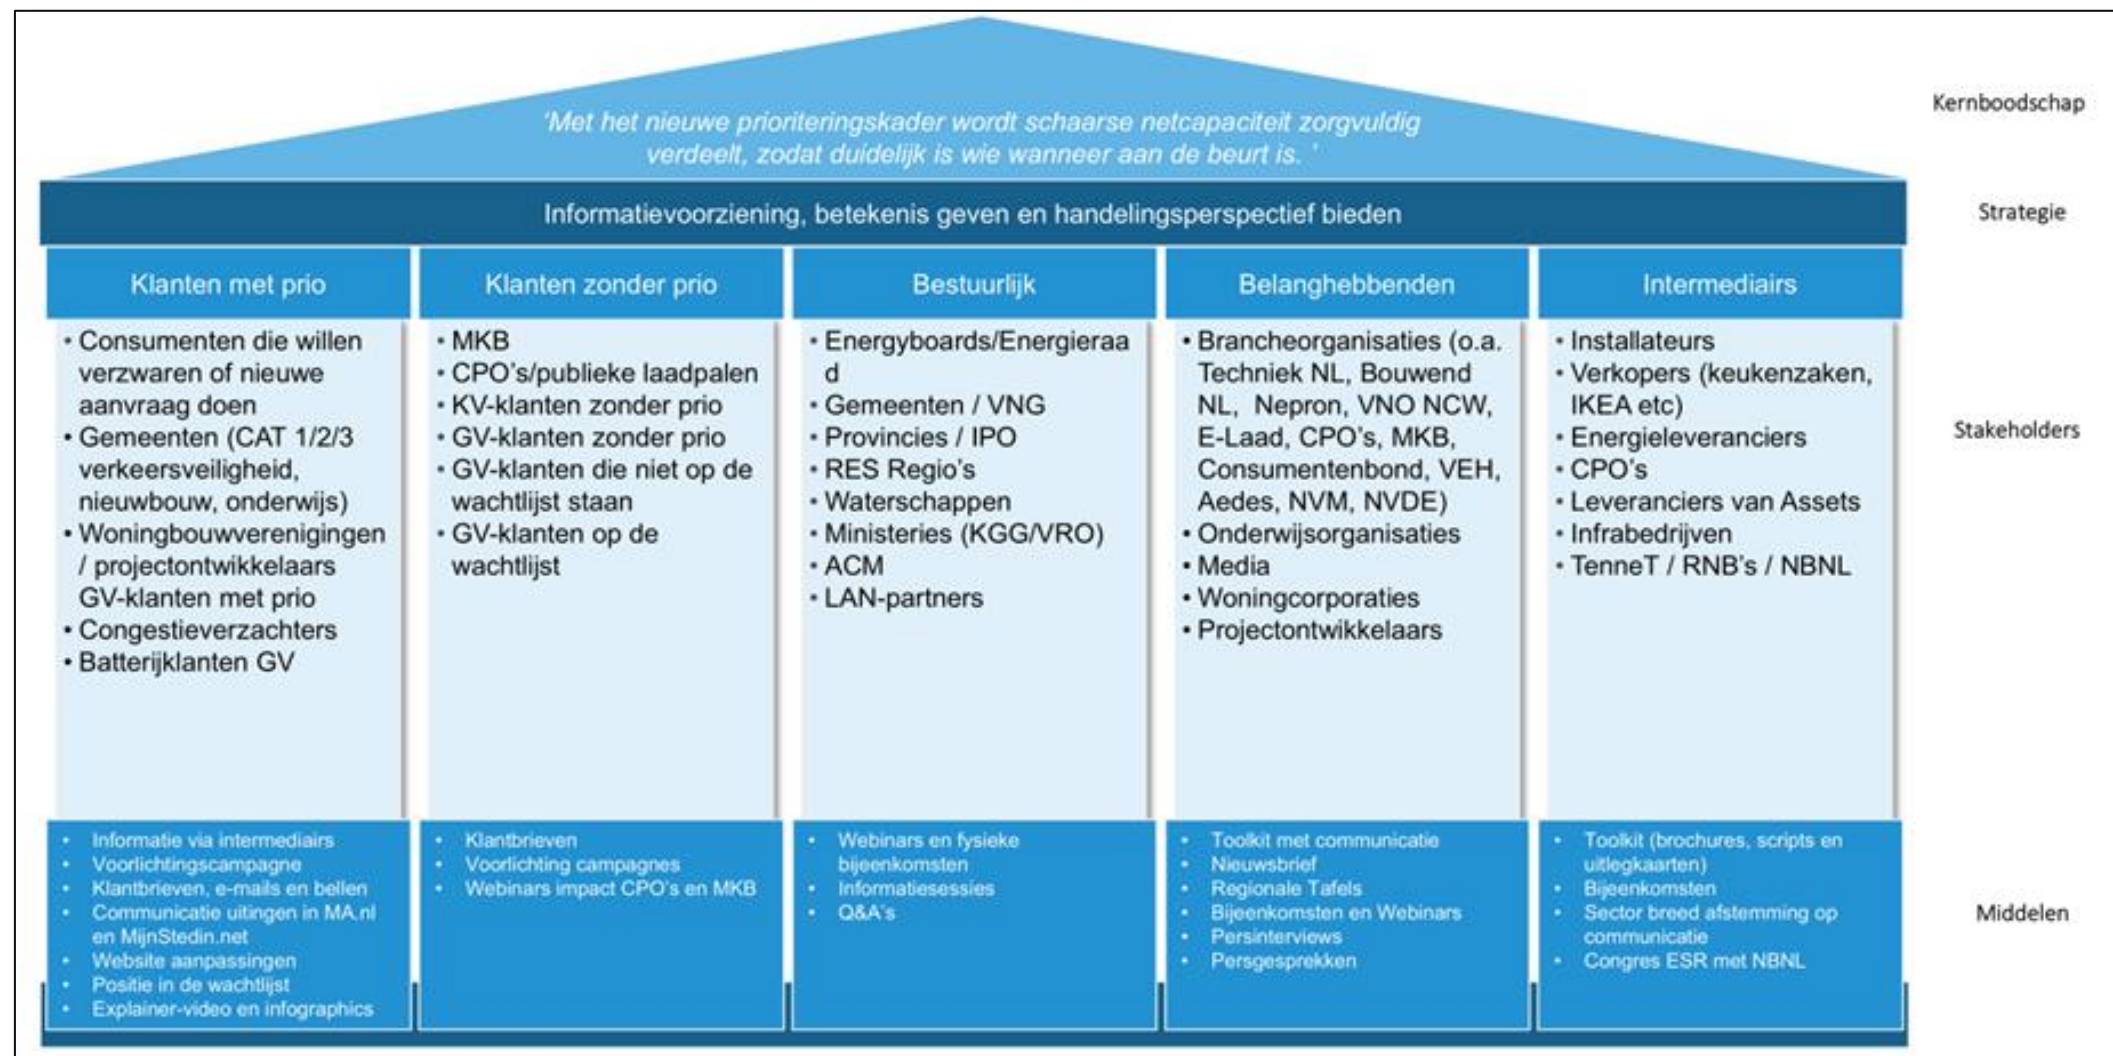 'Met het nieuwe prioriteringskader wordt schaarse netcapaciteit zorgvuldig
verdeelt, zodat duidelijk is wie wanneer aan de beurt is. '
Kernboodschap
Informatievoorziening, betekenis geven en handelingsperspectief bieden
Strategie
Klanten met prio
• Consumenten die willen
verzwaren of nieuwe
aanvraag doen
• Gemeenten (CAT 1/2/3
verkeersveiligheid,
nieuwbouw, onderwijs)
• Woningbouwverenigingen
/ projectontwikkelaars
GV-klanten met prio
• Congestieverzachters
• Batterijklanten GV
Klanten zonder prio
• MKB
• CPO's/publieke laadpalen
• KV-klanten zonder prio
• GV-klanten zonder prio
• GV-klanten die niet op de
wachtlijst staan
• GV-klanten op de
wachtlijst
Bestuurlijk
• Energyboards/Energieraa
d
• Gemeenten / VNG
• Provincies / IPO
• RES Regio's
• Waterschappen
• Ministeries (KGG/VRO)
• ACM
• LAN-partners
Belanghebbenden
• Brancheorganisaties (o.a.
Techniek NL, Bouwend
NL, Nepron, VNO NCW,
E-Laad, CPO's, MKB,
Consumentenbond, VEH,
Aedes, NVM, NVDE)
• Onderwijsorganisaties
• Media
• Woningcorporaties
• Projectontwikkelaars
Intermediairs
• Installateurs
• Verkopers (keukenzaken,
IKEA etc)
• Energieleveranciers
• CPO's
• Leveranciers van Assets
• Infrabedrijven
• TenneT / RNB's / NBNL
Stakeholders
• Informatie via intermediairs
• Voorlichtingscampagne
• Klantbrieven, e-mails en bellen
• Communicatie uitingen in MA.nl
en MijnStedin.net
• Website aanpassingen
• Positie in de wachtlijst
• Explainer-video en infographics
• Klantbrieven
• Voorlichting campagnes
• Webinars impact CPO's en MKB
• Webinars en fysieke
bijeenkomsten
• Informatiesessies
• Q&A's
• Toolkit met communicatie
• Nieuwsbrief
• Regionale Tafels
• Bijeenkomsten en Webinars
• Persinterviews
• Persgesprekken
• Toolkit (brochures, scripts en
uitlegkaarten)
• Bijeenkomsten
• Sector breed afstemming op
communicatie
• Congres ESR met NBNL
Middelen